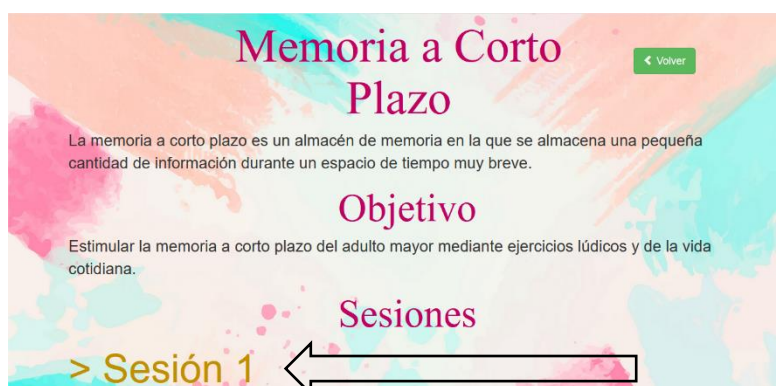 Memoria a Corto
Plazo
Volver
La memoria a corto plazo es un almacén de memoria en la que se almacena una pequeña
cantidad de información durante un espacio de tiempo muy breve.
Objetivo
Estimular la memoria a corto plazo del adulto mayor mediante ejercicios lúdicos y de la vida
cotidiana.
Sesiones
> Sesión 1